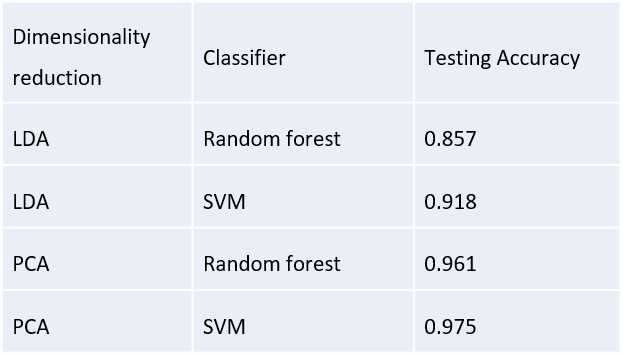 Dimensionality
reduction
Classifier
Testing Accuracy
LDA
Random forest
0.857
LDA
SVM
0.918
PCA
Random forest
0.961
PCA
SVM
0.975